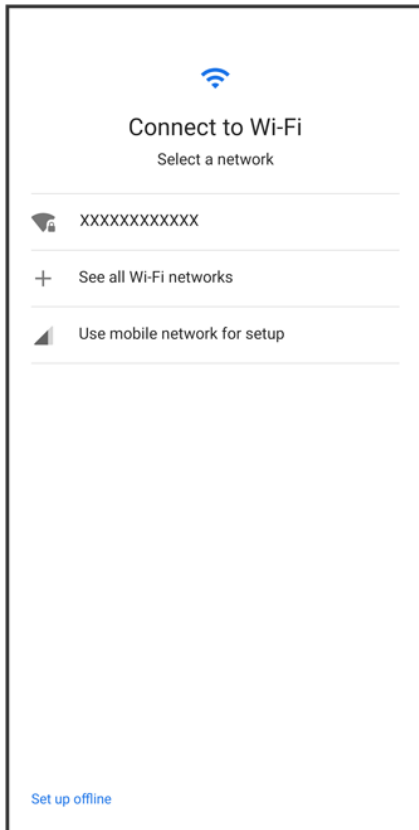 Connect to Wi-Fi
Select a network
XXXXXXXXXXXX
See all Wi-Fi networks
Use mobile network for setup
Set up offline